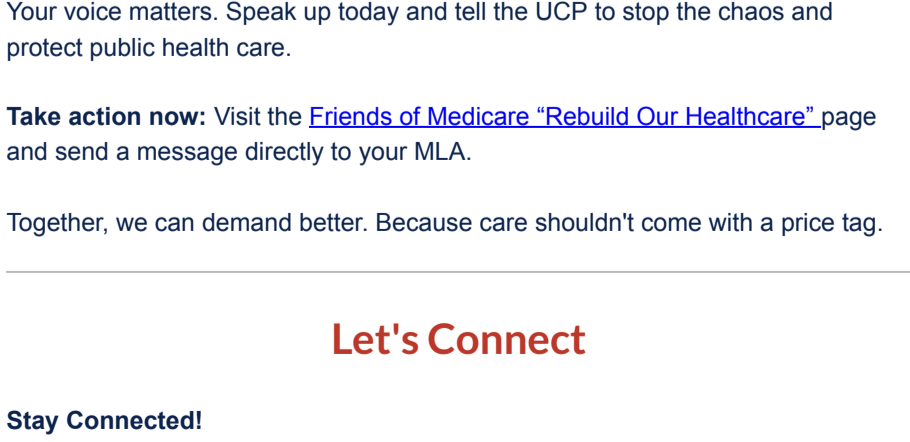 Your voice matters. Speak up today and tell the UCP to stop the chaos and
protect public health care.
Take action now: Visit the Friends of Medicare “Rebuild Our Healthcare” page
and send a message directly to your MLA.
Together, we can demand better. Because care shouldn't come with a price tag.
Let's Connect
Stay Connected!